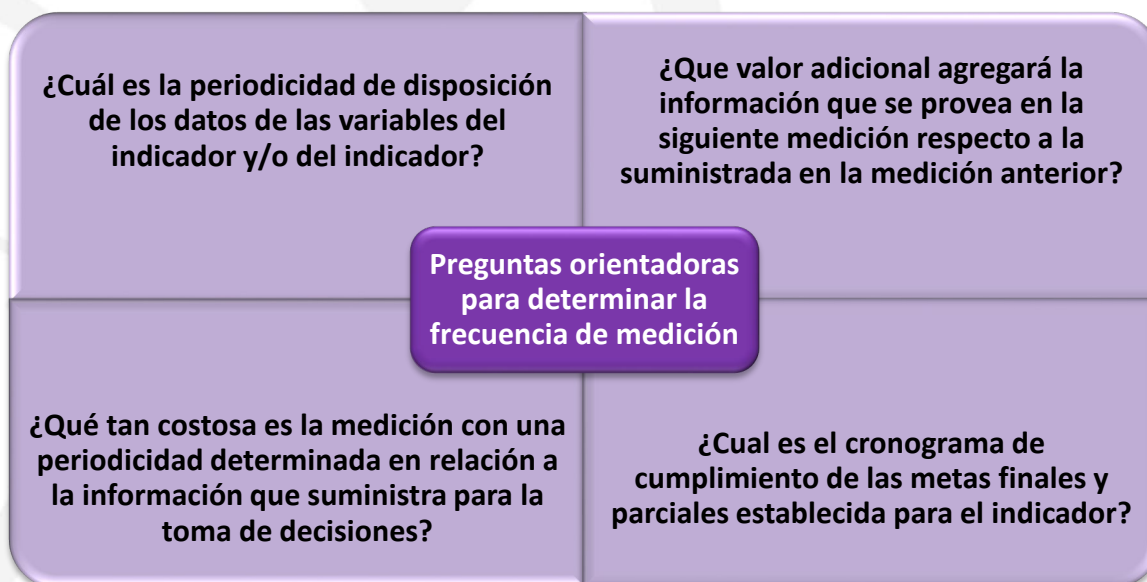 ¿Cuál es la periodicidad de disposición
de los datos de las variables del
indicador y/o del indicador?
¿Que valor adicional agregará la
información que se provea en la
siguiente medición respecto a la
suministrada en la medición anterior?
Preguntas orientadoras
para determinar la
frecuencia de medición
¿Qué tan costosa es la medición con una
periodicidad determinada en relación a
la información que suministra para la
toma de decisiones?
¿Cual es el cronograma de
cumplimiento de las metas finales y
parciales establecida para el indicador?